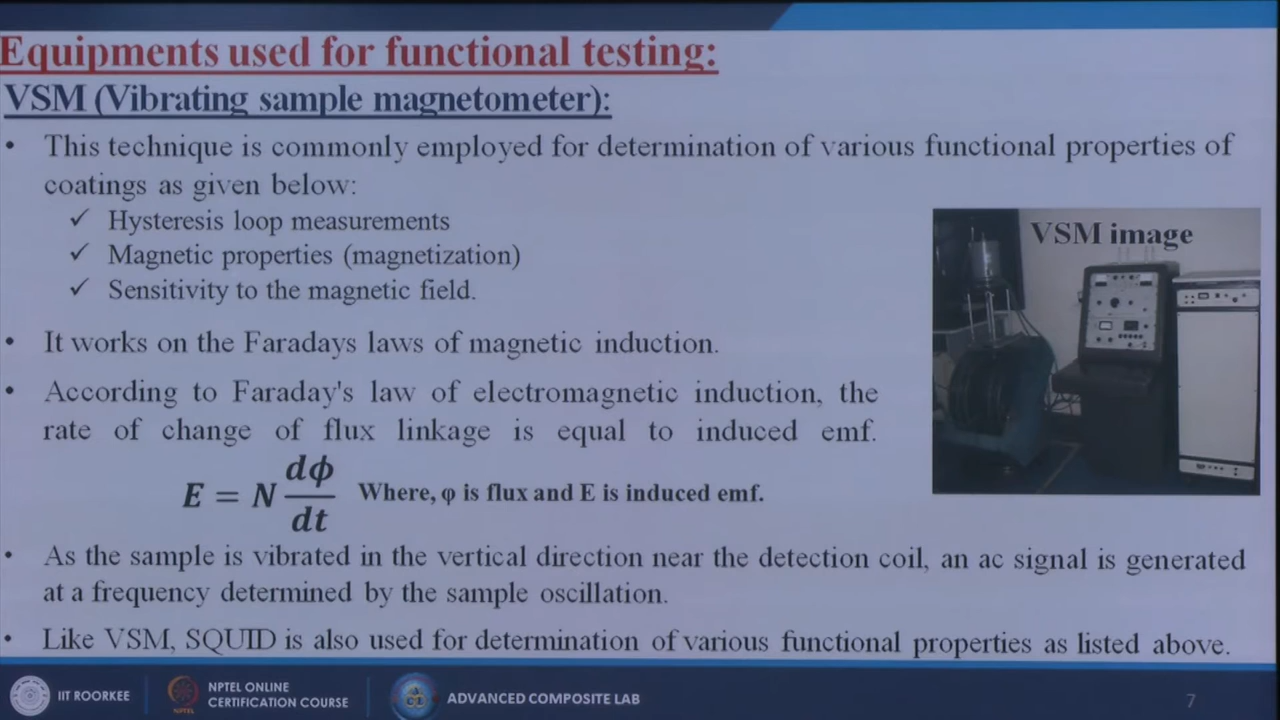 Equipments used for functional testing:
VSM (Vibrating sample magnetometer):
• This technique is commonly employed for determination of various functional properties of
coatings as given below:
✓ Hysteresis loop measurements
✓ Magnetic properties (magnetization)
✓ Sensitivity to the magnetic field.
VSM image
• It works on the Faradays laws of magnetic induction.
• According to Faraday's law of electromagnetic induction, the
rate of change of flux linkage is equal to induced emf.
E = N dϕ/dt Where, φ is flux and E is induced emf.
• As the sample is vibrated in the vertical direction near the detection coil, an ac signal is generated
at a frequency determined by the sample oscillation.
• Like VSM, SQUID is also used for determination of various functional properties as listed above.
IIT ROORKEE
NPTEL
NPTEL ONLINE
CERTIFICATION COURSE
ADVANCED COMPOSITE LAB
7